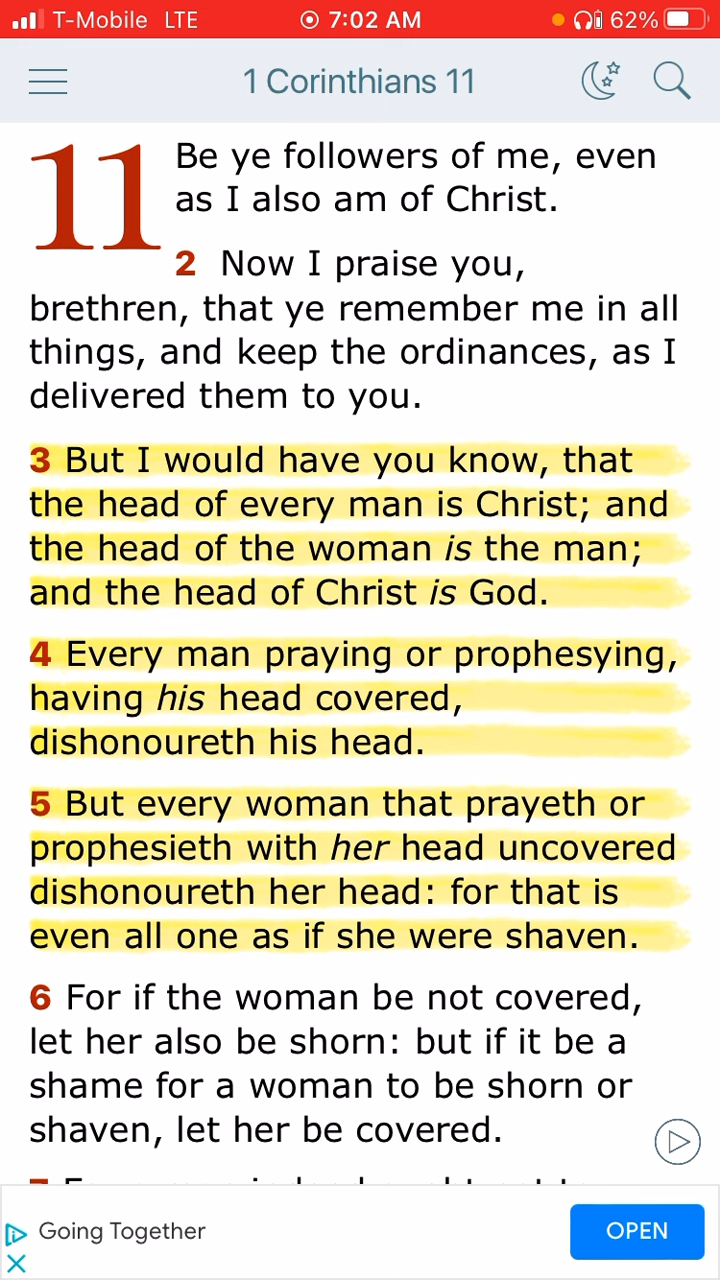 T-Mobile LTE 7:02 AM 62%
1 Corinthians 11
11 Be ye followers of me, even
as I also am of Christ.
2 Now I praise you,
brethren, that ye remember me in all
things, and keep the ordinances, as I
delivered them to you.
3 But I would have you know, that
the head of every man is Christ; and
the head of the woman is the man;
and the head of Christ is God.
4 Every man praying or prophesying,
having his head covered,
dishonoureth his head.
5 But every woman that prayeth or
prophesieth with her head uncovered
dishonoureth her head: for that is
even all one as if she were shaven.
6 For if the woman be not covered,
let her also be shorn: but if it be a
shame for a woman to be shorn or
shaven, let her be covered.
Going Together
OPEN